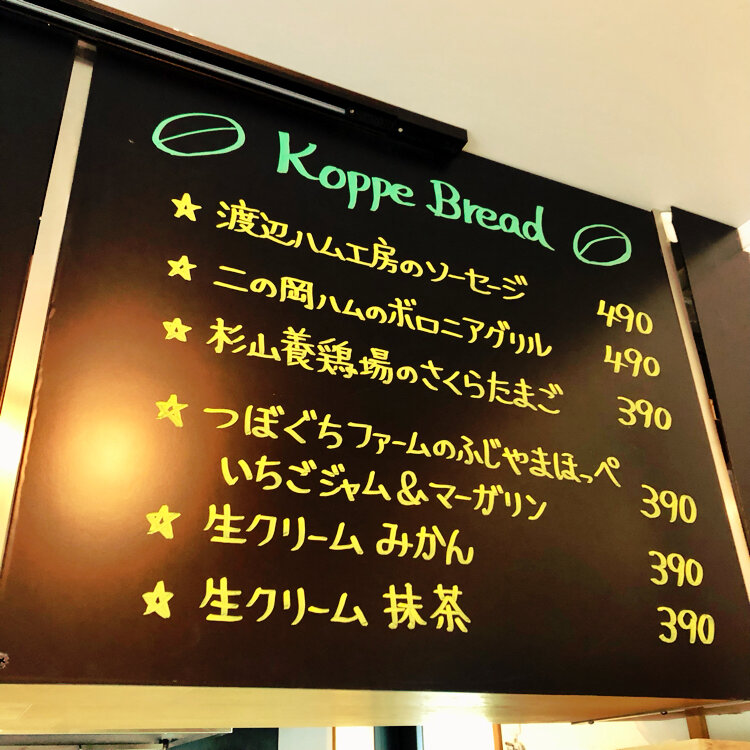 Koppe Bread
☆ 渡辺ハム工房のソーセージ 490
☆ 二の岡ハムのボロニアグリル 490
☆ 杉山養鶏場のさくらたまご 390
☆ つぼぐちファームのふじやまほっぺ
いちごジャム&マーガリン 390
☆ 生クリーム みかん 390
☆ 生クリーム 抹茶 390